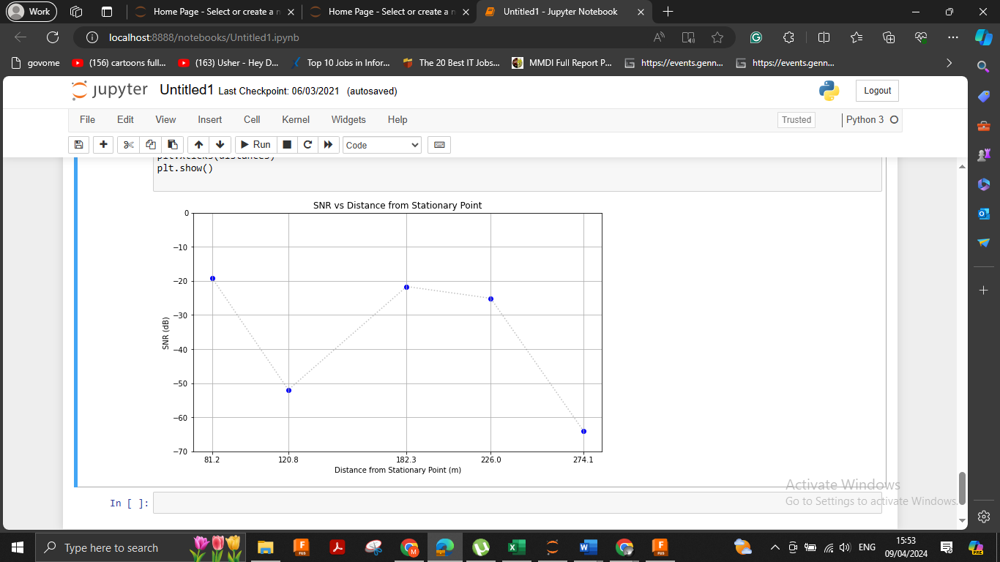 Work
Home Page - Select or create a n
Home Page - Select or create a n
Untitled1 - Jupyter Notebook
localhost:8888/notebooks/Untitled1.ipynb
govome
(156) cartoons full...
(163) Usher - Hey D...
Top 10 Jobs in Infor...
The 20 Best IT Jobs...
MMDI Full Report P...
https://events.genn...
https://events.genn...
jupyter Untitled1 Last Checkpoint: 06/03/2021 (autosaved)
Logout
File Edit View Insert Cell Kernel Widgets Help
Trusted
Python 3
Run
Code
plt.xticks(distances)
plt.show()
SNR vs Distance from Stationary Point
0
−10
−20
−30
−40
−50
−60
−70
SNR (dB)
81.2 120.8 182.3 226.0 274.1
Distance from Stationary Point (m)
In [ ]:
Activate Windows
Go to Settings to activate Windows.
Type here to search
ENG
15:53
09/04/2024